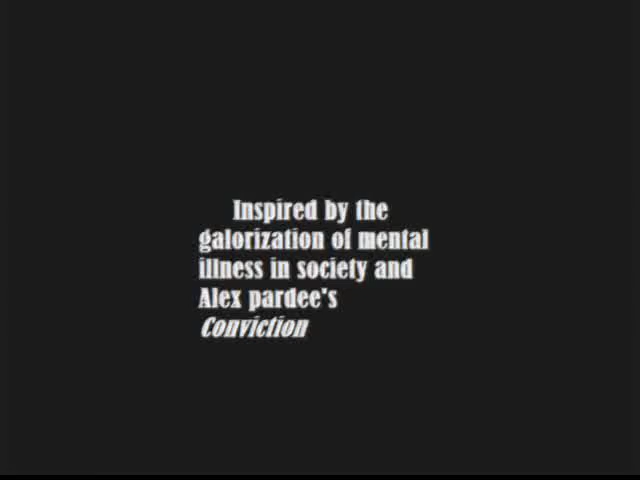 Inspired by the
galorization of mental
illness in society and
Alex pardee's
Conviction